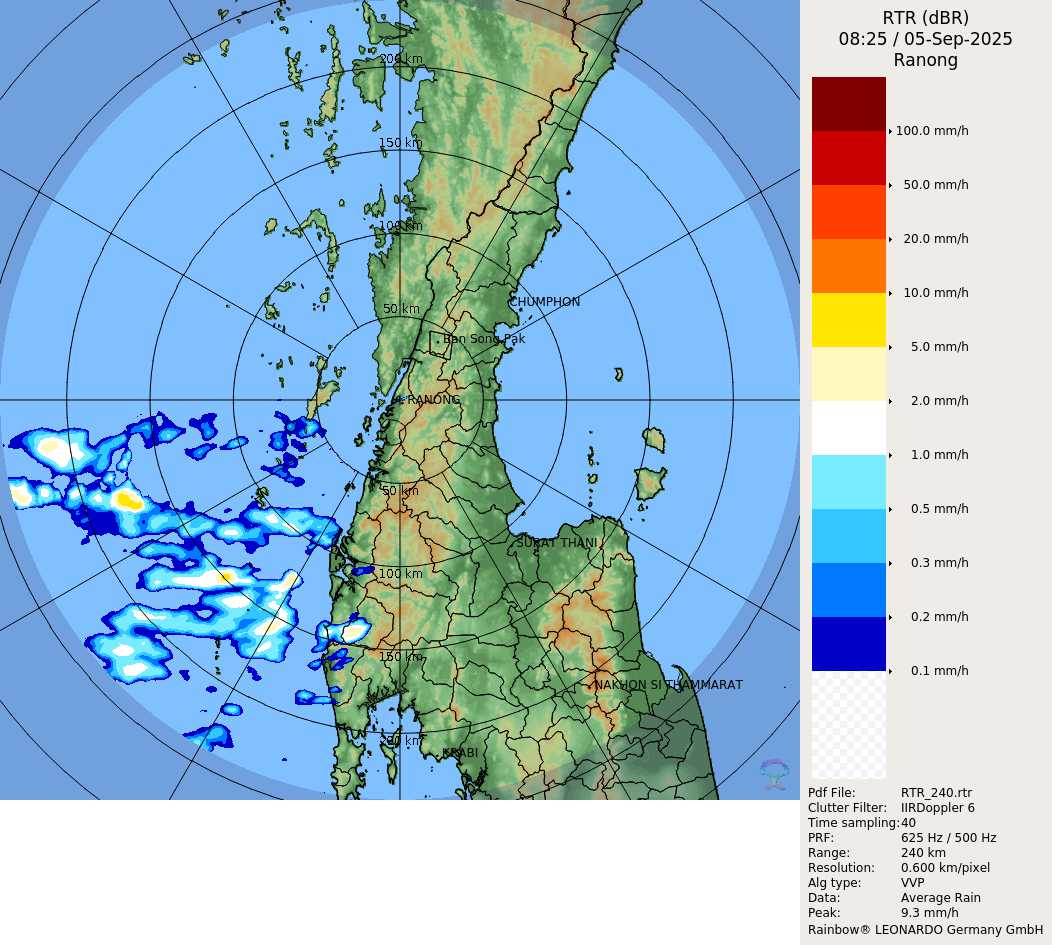 RTR (dBR)
08:25 / 05-Sep-2025
Ranong
200 km
150 km
100 km
50 km
CHUMPHON
Ban Song Pak
RANONG
50 km
SURAT THANI
100 km
150 km
NAKHON SI THAMMARAT
200 km
KRABI
100.0 mm/h
50.0 mm/h
20.0 mm/h
10.0 mm/h
5.0 mm/h
2.0 mm/h
1.0 mm/h
0.5 mm/h
0.3 mm/h
0.2 mm/h
0.1 mm/h
Pdf File: RTR_240.rtr
Clutter Filter: IIRDoppler 6
Time sampling: 40
PRF: 625 Hz / 500 Hz
Range: 240 km
Resolution: 0.600 km/pixel
Alg type: VVP
Data: Average Rain
Peak: 9.3 mm/h
Rainbow® LEONARDO Germany GmbH